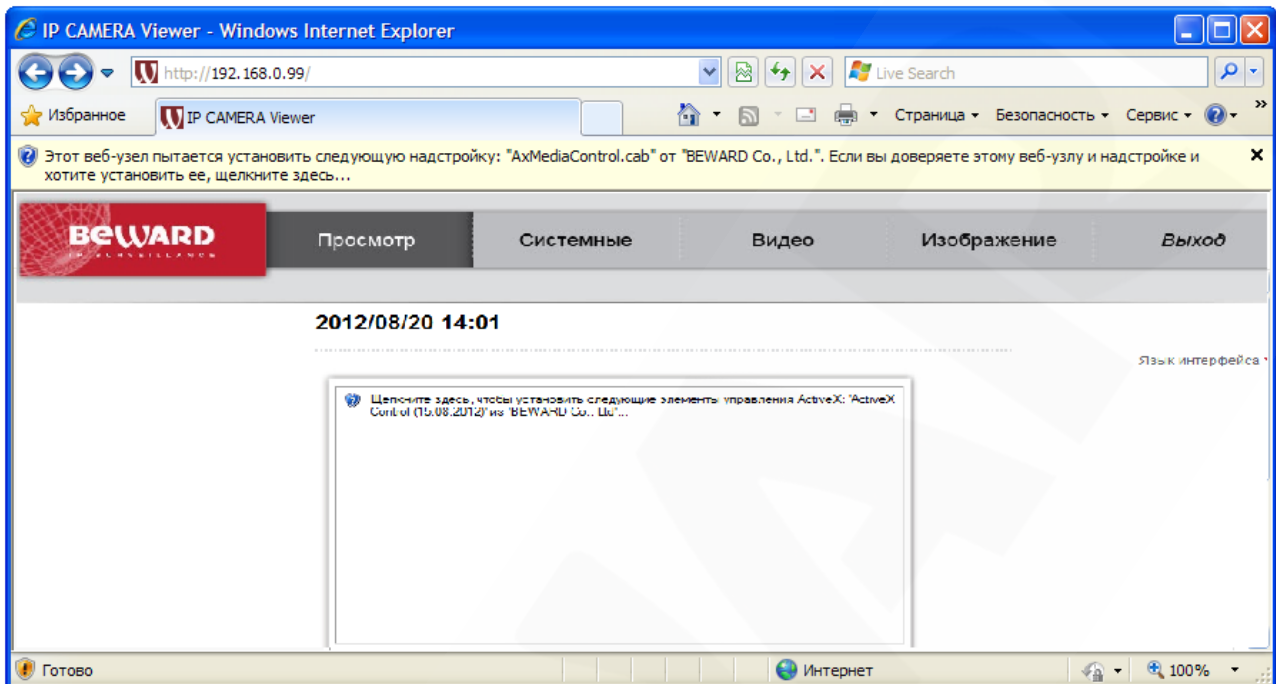 IP CAMERA Viewer - Windows Internet Explorer
http://192.168.0.99/
Live Search
Избранное
IP CAMERA Viewer
Страница
Безопасность
Сервис
Этот веб-узел пытается установить следующую надстройку: "AxMediaControl.cab" от "BEWARD Co., Ltd.". Если вы доверяете этому веб-узлу и надстройке и
хотите установить ее, щелкните здесь...
BEWARD
IP SURVEILLANCE
Просмотр
Системные
Видео
Изображение
Выход
2012/08/20 14:01
Язык интерфейса
Щелкните здесь, чтобы установить следующие элементы управления ActiveX: "ActiveX
Control (15.08.2012)" из "BEWARD Co., Ltd"...
Готово
Интернет
100%